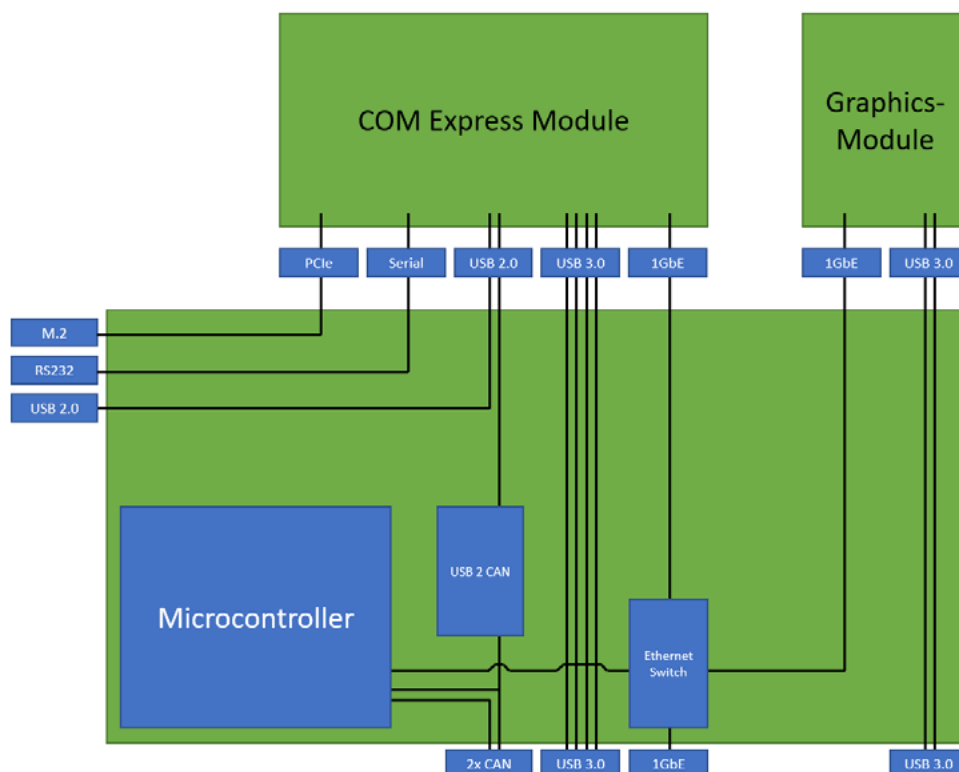 COM Express Module
Graphics-
Module
PCIe
Serial
USB 2.0
USB 3.0
1GbE
1GbE
USB 3.0
M.2
RS232
USB 2.0
USB 2 CAN
Microcontroller
Ethernet
Switch
2x CAN
USB 3.0
1GbE
USB 3.0